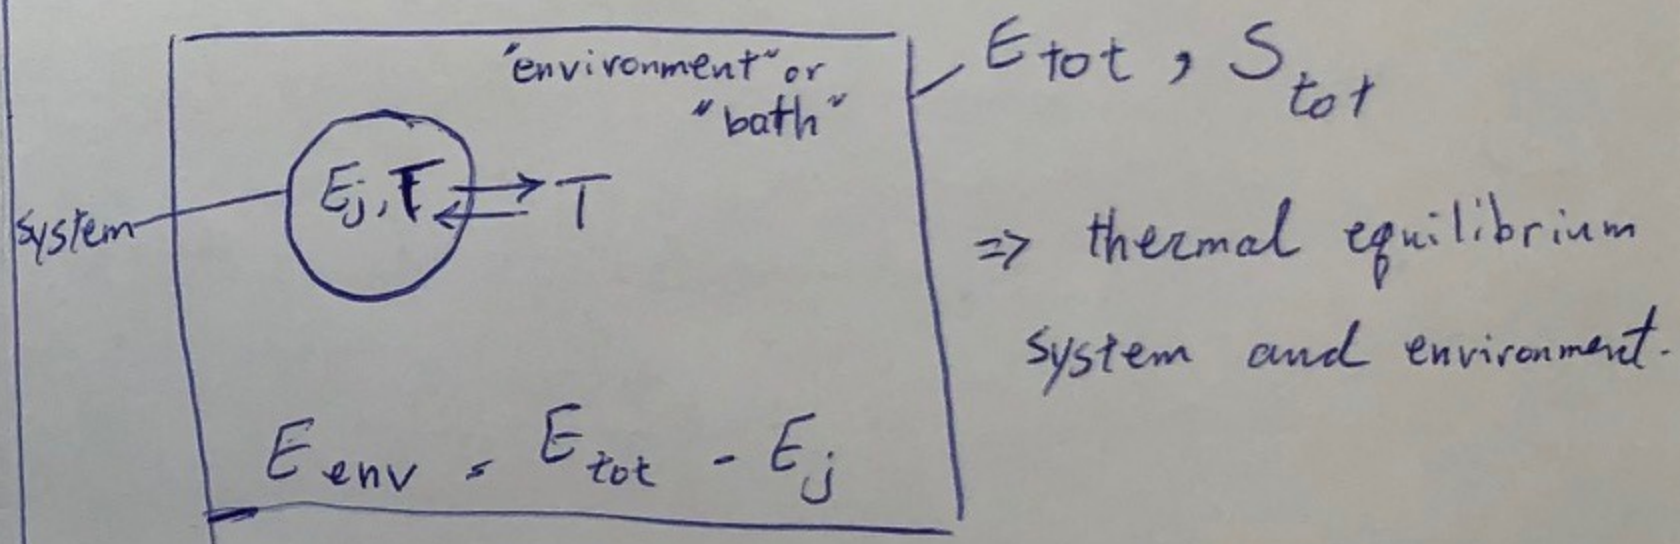 "environment" or
"bath"
E_tot, S_tot
system
E_j, T ⇄ T
⇒ thermal equilibrium
system and environment.
E_env = E_tot - E_j